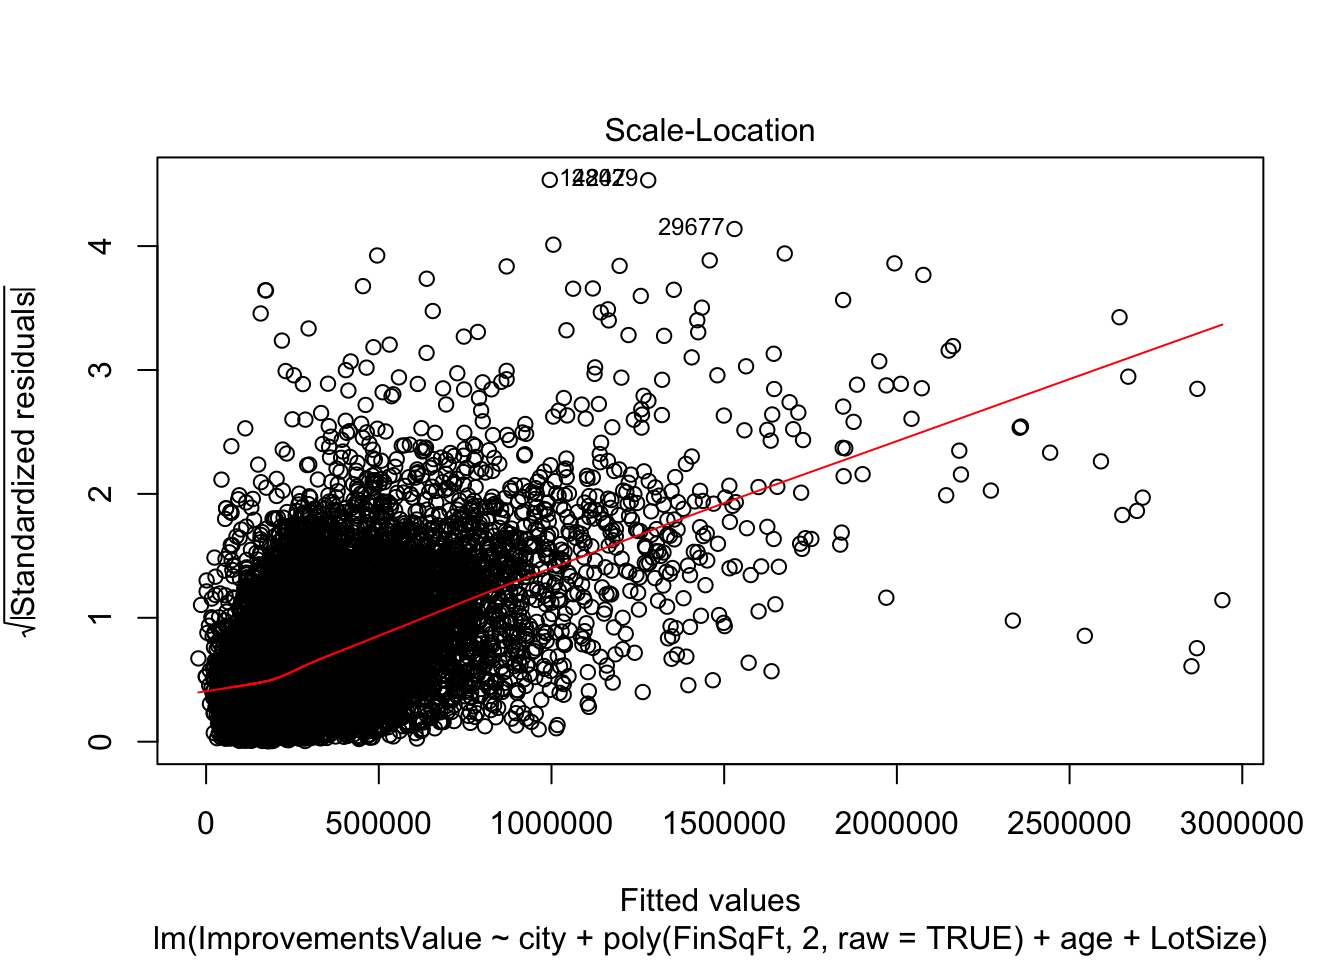 Scale-Location
29677
4
3
2
1
0
√|Standardized residuals|
0 500000 1000000 1500000 2000000 2500000 3000000
Fitted values
lm(ImprovementsValue ~ city + poly(FinSqFt, 2, raw = TRUE) + age + LotSize)